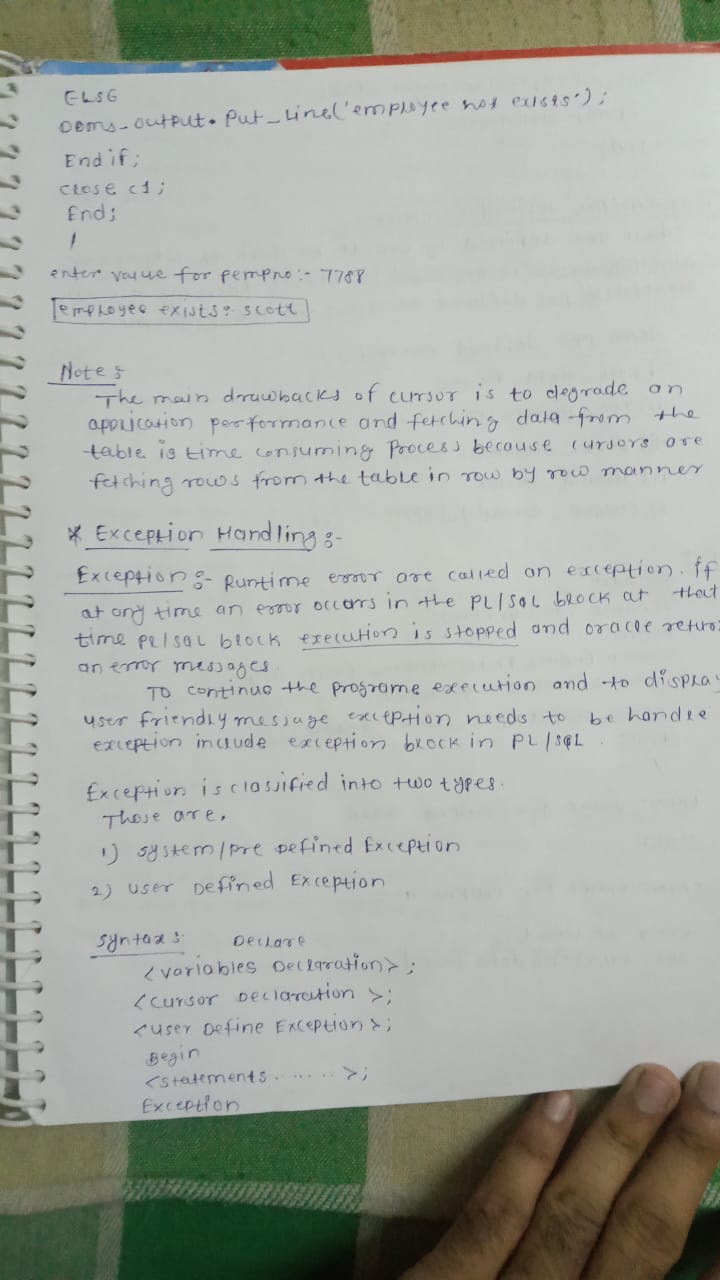 ELSE
DBMS-output.Put_Line('employee not exists');
End if;
Close c1;
End;
/
enter value for pempno:- 7788
employee exists: scott
Note:
The main drawbacks of cursor is to degrade an
application performance and fetching data from the
table is time consuming Process because cursors are
fetching rows from the table in row by row manner
* Exception Handling :-
Exception :- Runtime error are called an exception. If
at any time an error occurs in the PL/SQL block at that
time PL/SQL block execution is stopped and oracle retur
an error messages.
To continue the programe execution and to displa
user friendly message exception needs to be handle
exception include exception block in PL/SQL.
Exception is classified into two types.
Those are,
1) system/pre Defined Exception
2) User Defined Exception
Syntax: Declare
<variables Declaration>;
<cursor Declaration>;
<user Define Exception>;
Begin
<statements.......>;
Exception